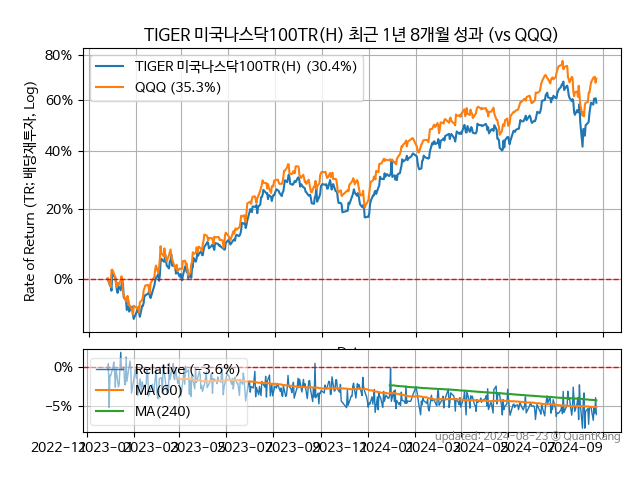 TIGER 미국나스닥100TR(H) 최근 1년 8개월 성과 (vs QQQ)
Rate of Return (TR: 배당재투자, Log)
80%
60%
40%
20%
0%
TIGER 미국나스닥100TR(H) (30.4%)
QQQ (35.3%)
0%
−5%
Relative (−3.6%)
MA(60)
MA(240)
updated: 2024-08-23 @ QuantKang
2022-11 2023-01 2023-03 2023-05 2023-07 2023-09 2023-11 2024-01 2024-03 2024-05 2024-07 2024-09